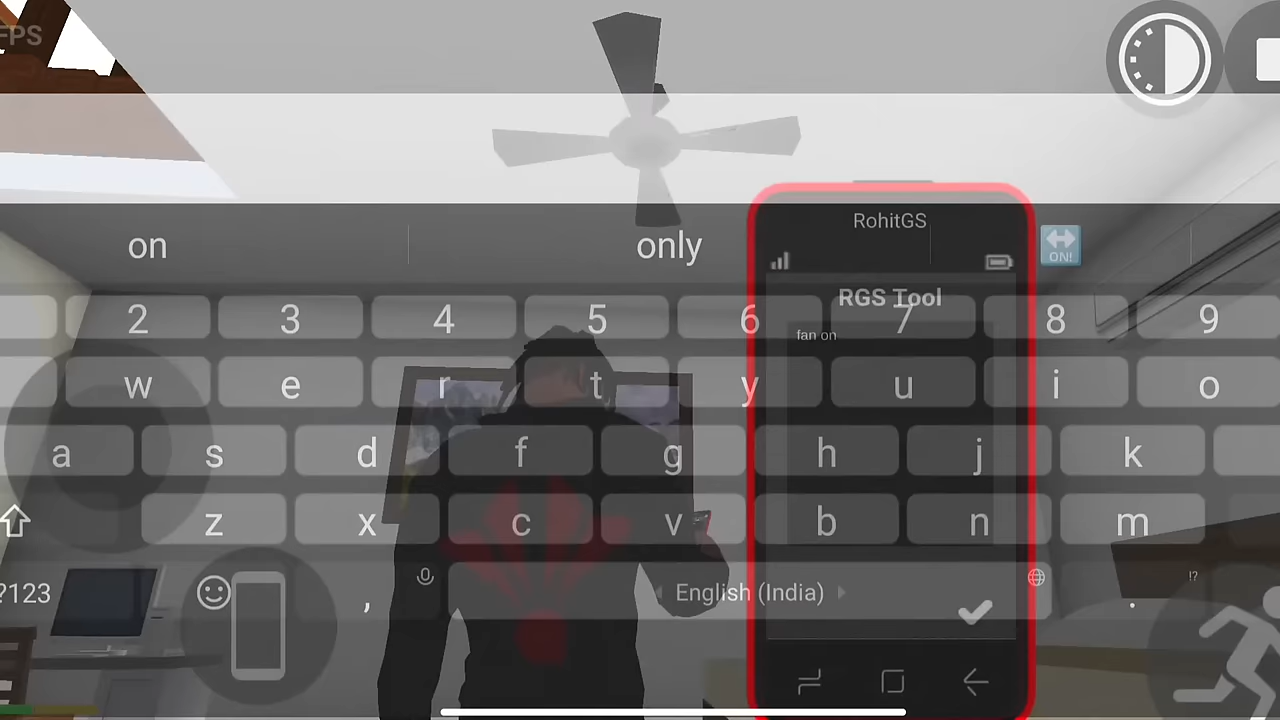 FPS
RohitGS
on only ON!
RGS Tool
fan on
2 3 4 5 6 7 8 9
w e r t y u i o
a s d f g h j k
z x c v b n m
?123 , English (India) . !?